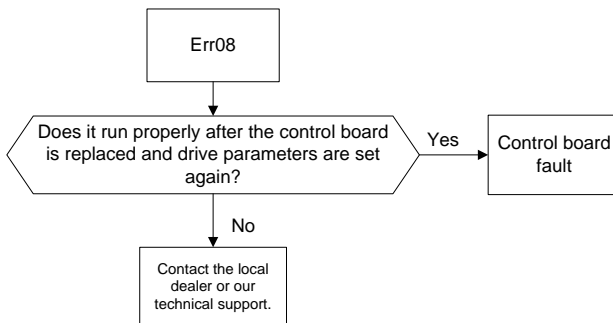 Err08
Does it run properly after the control board
is replaced and drive parameters are set
again?
Yes
Control board
fault
No
Contact the local
dealer or our
technical support.